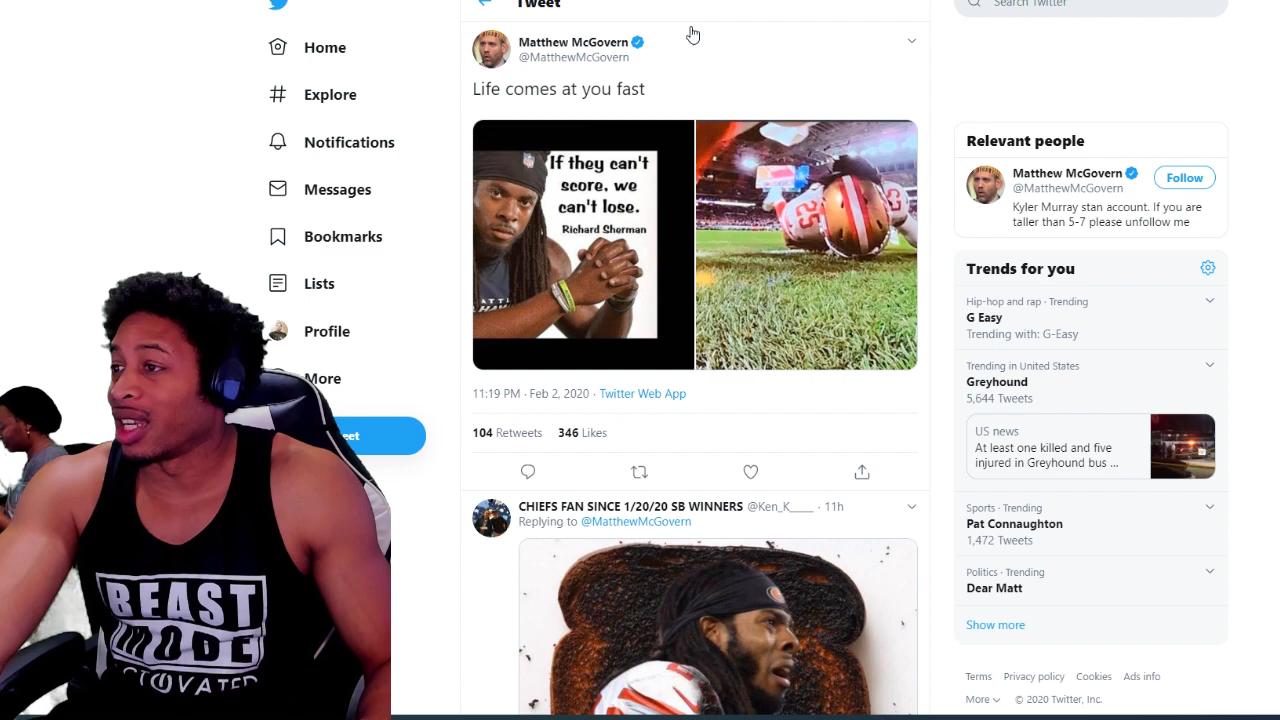 Tweet
Search Twitter
Home
Explore
Notifications
Messages
Bookmarks
Lists
Profile
More
Matthew McGovern
@MatthewMcGovern
Life comes at you fast
If they can't
score, we
can't lose.
Richard Sherman
25
11:19 PM · Feb 2, 2020 · Twitter Web App
104 Retweets 346 Likes
CHIEFS FAN SINCE 1/20/20 SB WINNERS @Ken_K____ · 11h
Replying to @MatthewMcGovern
Relevant people
Matthew McGovern
@MatthewMcGovern
Follow
Kyler Murray stan account. If you are
taller than 5-7 please unfollow me
Trends for you
Hip-hop and rap · Trending
G Easy
Trending with: G-Easy
Trending in United States
Greyhound
5,644 Tweets
US news
At least one killed and five
injured in Greyhound bus ...
Sports · Trending
Pat Connaughton
1,472 Tweets
Politics · Trending
Dear Matt
Show more
Terms Privacy policy Cookies Ads info
More © 2020 Twitter, Inc.
BEAST
MODE